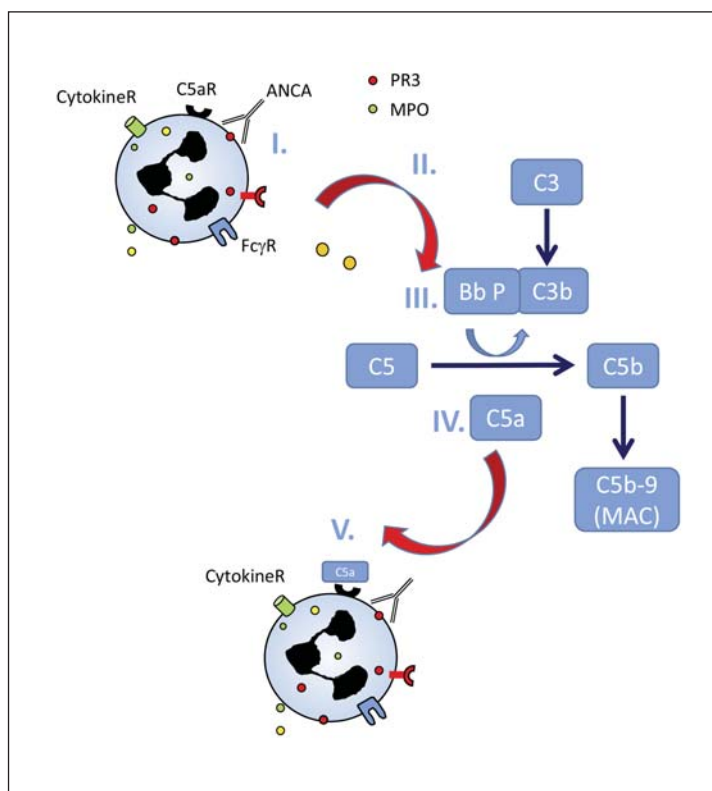 C5aR
ANCA
CytokineR
PR3
MPO
I.
II.
C3
FcγR
III.
Bb P
C3b
C5
C5b
IV.
C5a
C5b-9
(MAC)
V.
C5a
CytokineR